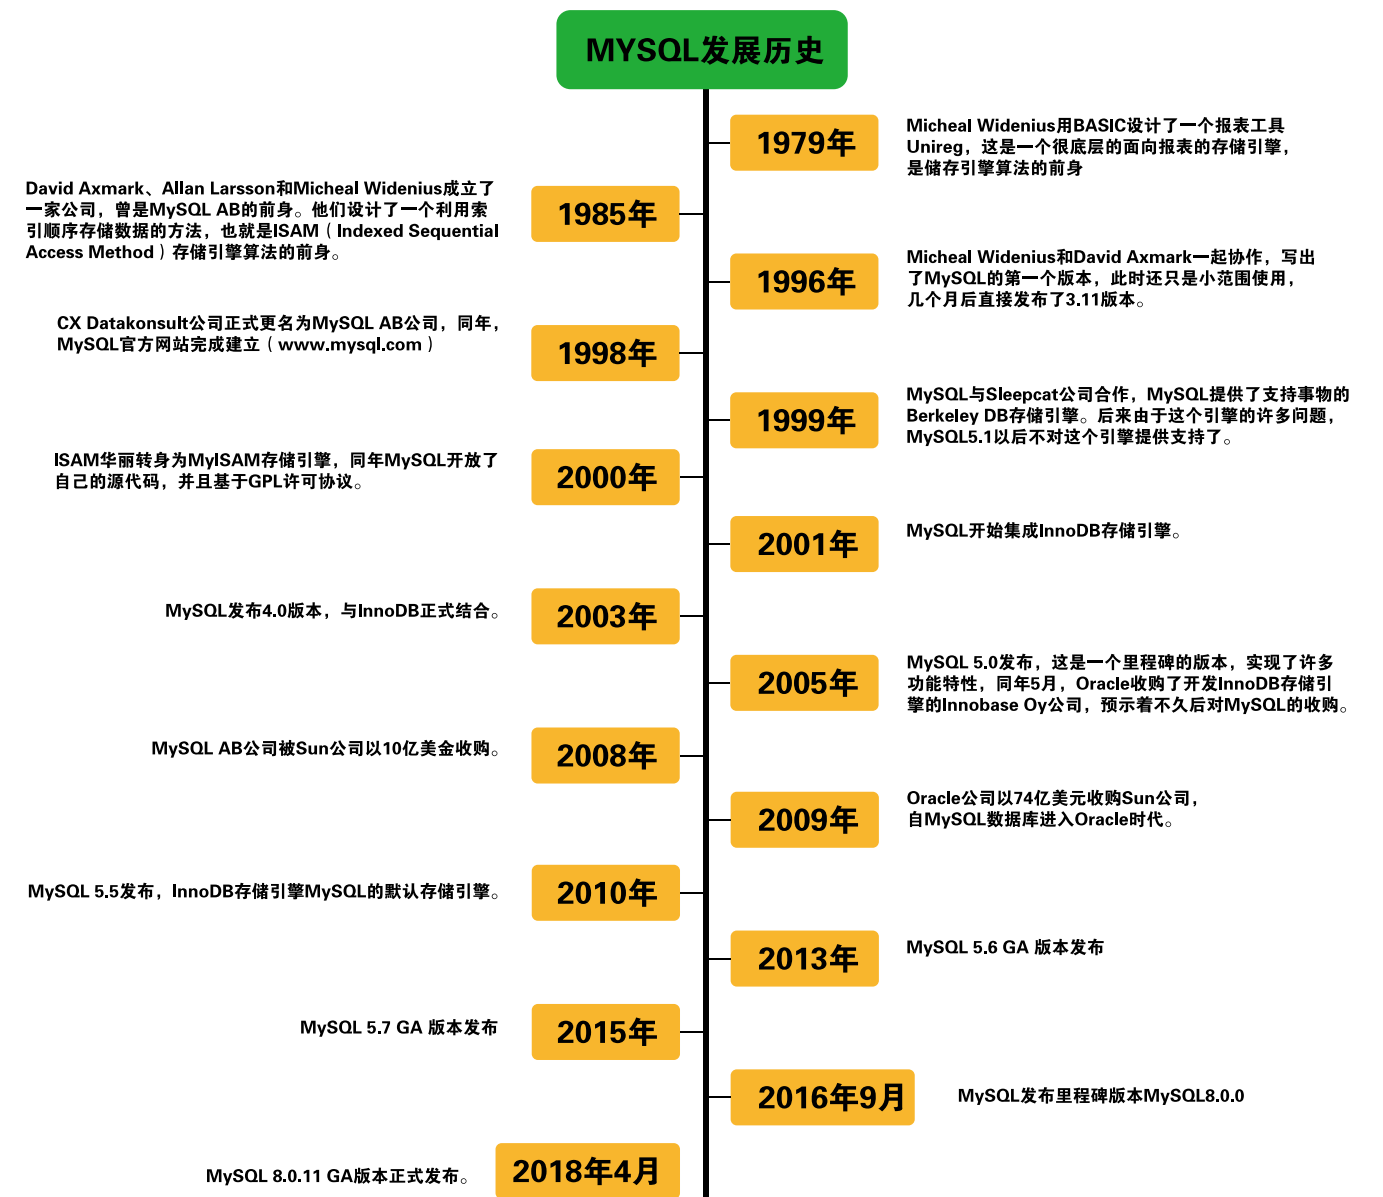 MYSQL发展历史
1979年
Micheal Widenius用BASIC设计了一个报表工具
Unireg，这是一个很底层的面向报表的存储引擎，
是储存引擎算法的前身
David Axmark、Allan Larsson和Micheal Widenius成立了
一家公司，曾是MySQL AB的前身。他们设计了一个利用索
引顺序存储数据的方法，也就是ISAM（Indexed Sequential
Access Method）存储引擎算法的前身。
1985年
1996年
Micheal Widenius和David Axmark一起协作，写出
了MySQL的第一个版本，此时还只是小范围使用，
几个月后直接发布了3.11版本。
CX Datakonsult公司正式更名为MySQL AB公司，同年，
MySQL官方网站完成建立（www.mysql.com）
1998年
1999年
MySQL与Sleepcat公司合作，MySQL提供了支持事物的
Berkeley DB存储引擎。后来由于这个引擎的许多问题，
MySQL5.1以后不对这个引擎提供支持了。
ISAM华丽转身为MyISAM存储引擎，同年MySQL开放了
自己的源代码，并且基于GPL许可协议。
2000年
2001年
MySQL开始集成InnoDB存储引擎。
MySQL发布4.0版本，与InnoDB正式结合。
2003年
2005年
MySQL 5.0发布，这是一个里程碑的版本，实现了许多
功能特性，同年5月，Oracle收购了开发InnoDB存储引
擎的Innobase Oy公司，预示着不久后对MySQL的收购。
MySQL AB公司被Sun公司以10亿美金收购。
2008年
2009年
Oracle公司以74亿美元收购Sun公司，
自MySQL数据库进入Oracle时代。
MySQL 5.5发布，InnoDB存储引擎MySQL的默认存储引擎。
2010年
2013年
MySQL 5.6 GA 版本发布
MySQL 5.7 GA 版本发布
2015年
2016年9月
MySQL发布里程碑版本MySQL8.0.0
MySQL 8.0.11 GA版本正式发布。
2018年4月